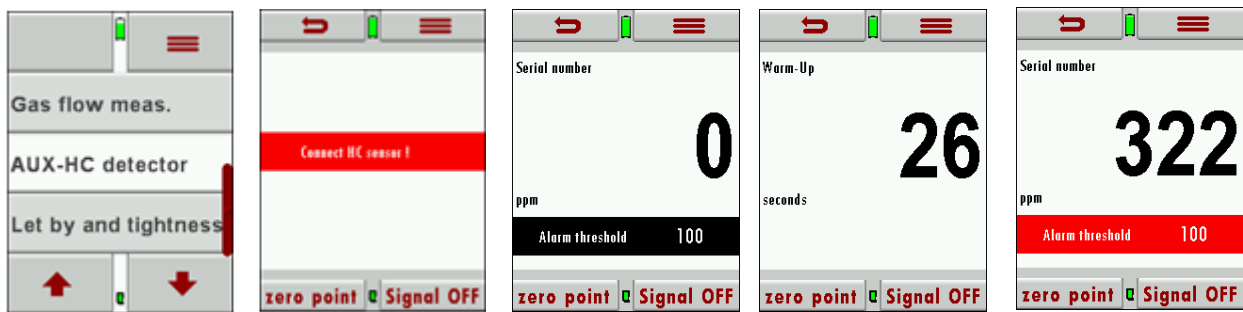 Gas flow meas.
AUX-HC detector
Let by and tightness
Connect HC sensor !
zero point Signal OFF
Serial number
0
ppm
Alarm threshold 100
zero point Signal OFF
Warm-Up
26
seconds
zero point Signal OFF
Serial number
322
ppm
Alarm threshold 100
zero point Signal OFF